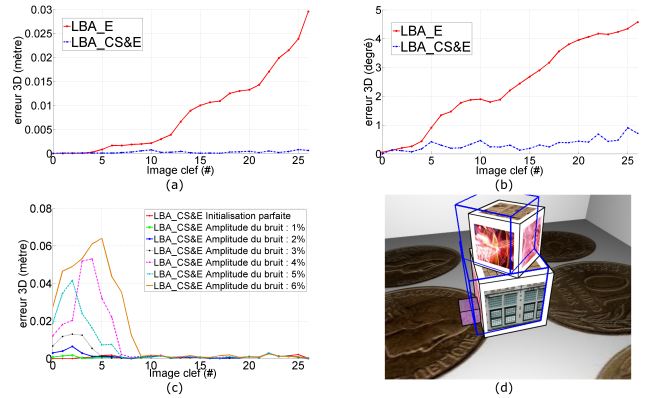 (a)
0.03
0.025
0.02
0.015
0.01
0.005
0
erreur 3D (mètre)
LBA_E
LBA_CS&E
0 5 10 15 20 25
Image clef (#)
(b)
5
4
3
2
1
0
erreur 3D (degré)
LBA_E
LBA_CS&E
0 5 10 15 20 25
Image clef (#)
0.08
0.06
0.04
0.02
0
erreur 3D (mètre)
LBA_CS&E Initialisation parfaite
LBA_CS&E Amplitude du bruit : 1%
LBA_CS&E Amplitude du bruit : 2%
LBA_CS&E Amplitude du bruit : 3%
LBA_CS&E Amplitude du bruit : 4%
LBA_CS&E Amplitude du bruit : 5%
LBA_CS&E Amplitude du bruit : 6%
0 5 10 15 20 25
Image clef (#)
(c)
(d)